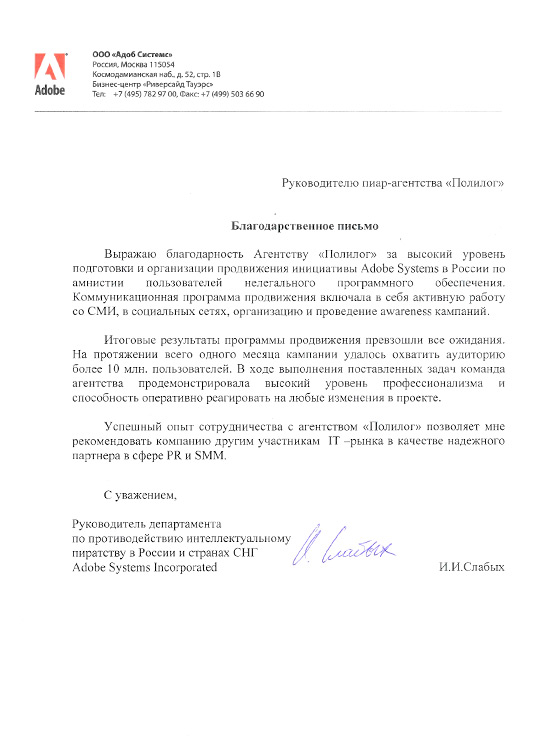 ООО «Адоб Системс»
Россия, Москва 115054
Космодамианская наб., д. 52, стр. 1В
Бизнес-центр «Риверсайд Тауэрс»
Тел: +7 (495) 782 97 00, Факс: +7 (499) 503 66 90
Adobe
Руководителю пиар-агентства «Полилог»
Благодарственное письмо
Выражаю благодарность Агентству «Полилог» за высокий уровень
подготовки и организации продвижения инициативы Adobe Systems в России по
амнистии пользователей нелегального программного обеспечения.
Коммуникационная программа продвижения включала в себя активную работу
со СМИ, в социальных сетях, организацию и проведение awareness кампаний.
Итоговые результаты программы продвижения превзошли все ожидания.
На протяжении всего одного месяца кампании удалось охватить аудиторию
более 10 млн. пользователей. В ходе выполнения поставленных задач команда
агентства продемонстрировала высокий уровень профессионализма и
способность оперативно реагировать на любые изменения в проекте.
Успешный опыт сотрудничества с агентством «Полилог» позволяет мне
рекомендовать компанию другим участникам IT –рынка в качестве надежного
партнера в сфере PR и SMM.
С уважением,
Руководитель департамента
по противодействию интеллектуальному
пиратству в России и странах СНГ
Adobe Systems Incorporated
И. Слабых
И.И.Слабых